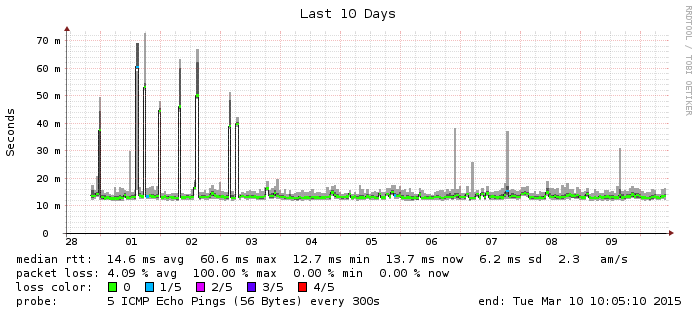 Last 10 Days
RRDTOOL / TOBI OETIKER
Seconds
70 m
60 m
50 m
40 m
30 m
20 m
10 m
0
28 01 02 03 04 05 06 07 08 09
median rtt: 14.6 ms avg 60.6 ms max 12.7 ms min 13.7 ms now 6.2 ms sd 2.3 am/s
packet loss: 4.09 % avg 100.00 % max 0.00 % min 0.00 % now
loss color: 0 1/5 2/5 3/5 4/5
probe: 5 ICMP Echo Pings (56 Bytes) every 300s end: Tue Mar 10 10:05:10 2015